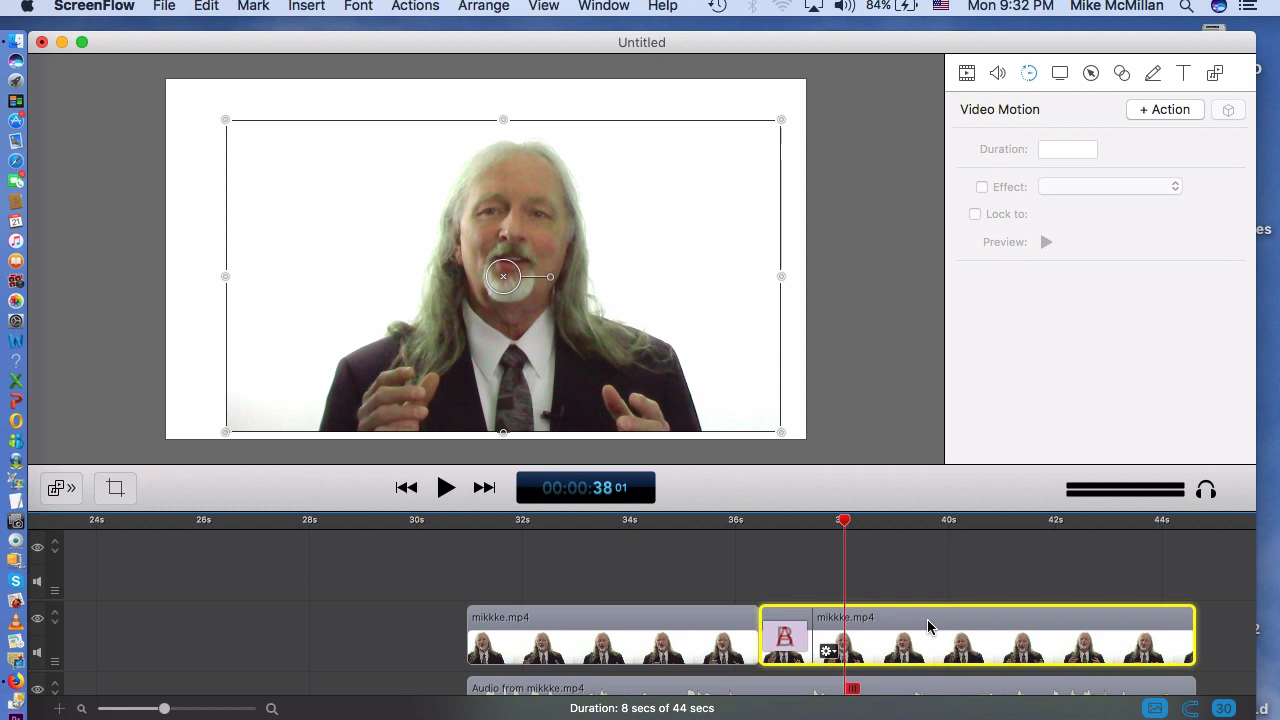 ScreenFlow File Edit Mark Insert Font Actions Arrange View Window Help 84% Mon 9:32 PM Mike McMillan
Untitled
Video Motion + Action
Duration:
Effect:
Lock to:
Preview:
00:00:38 01
24s 26s 28s 30s 32s 34s 36s 40s 42s 44s
mikkke.mp4 mikkke.mp4
Audio from mikkke.mp4
Duration: 8 secs of 44 secs
30